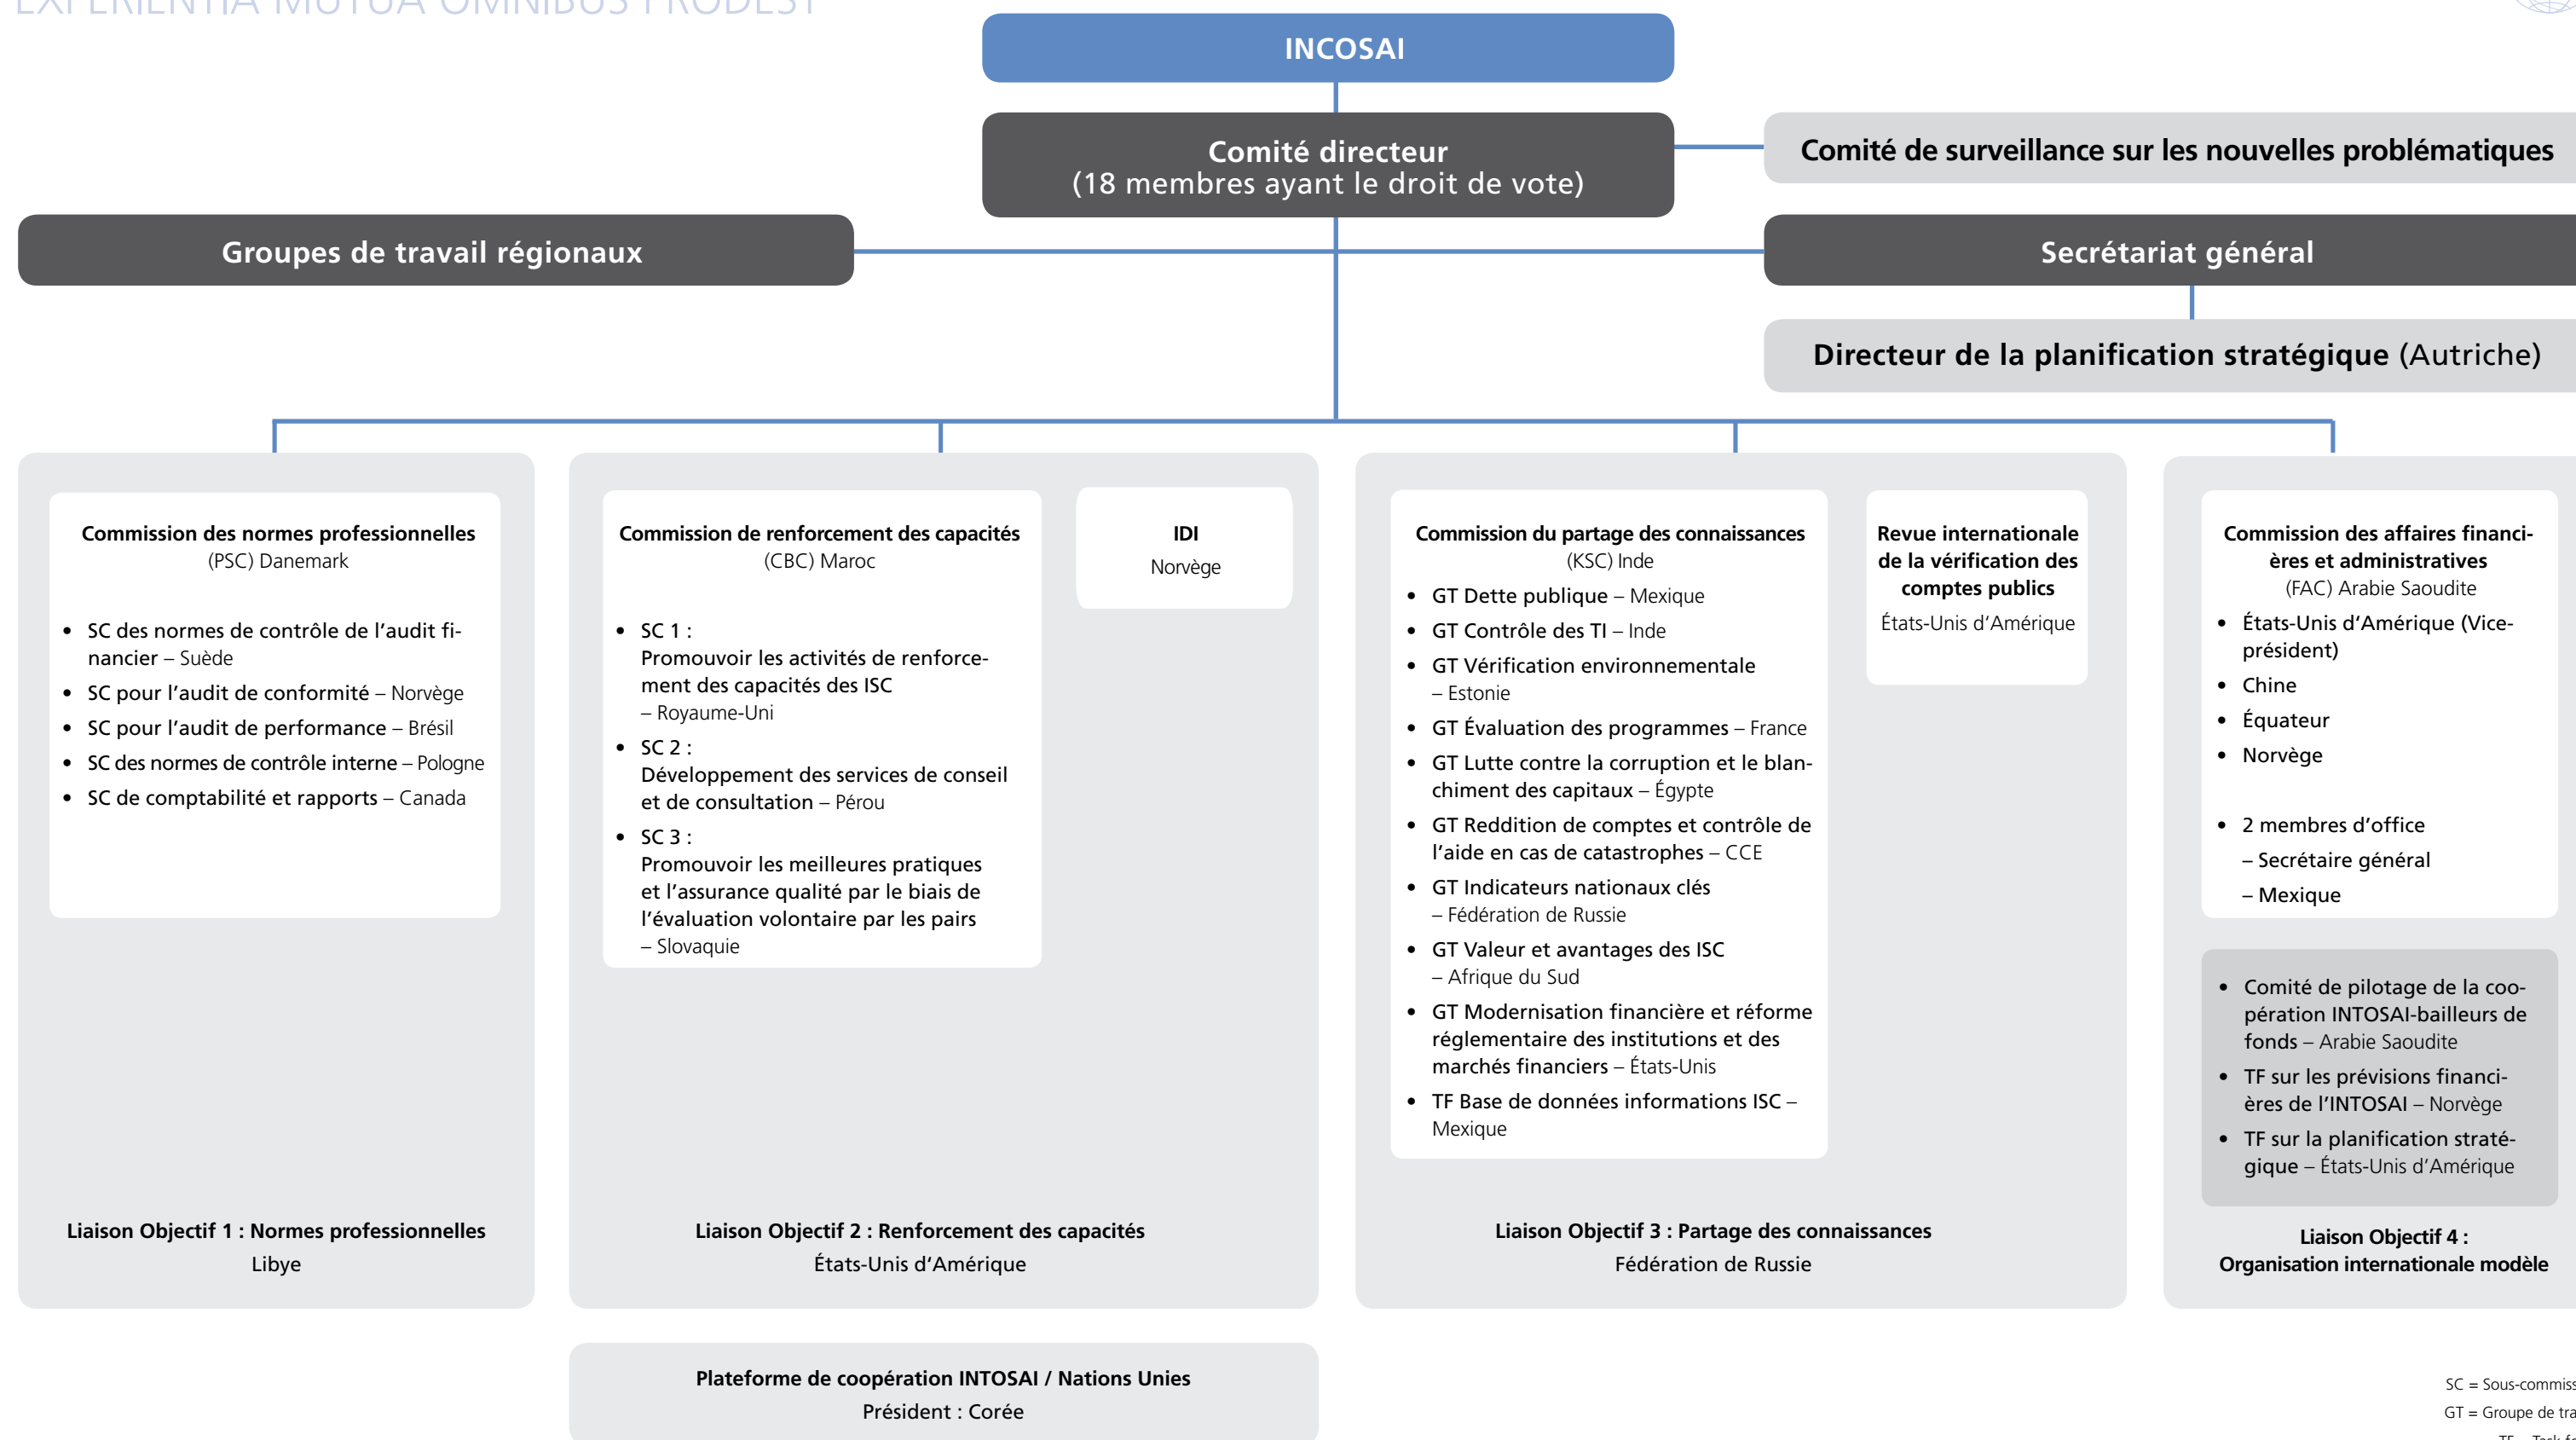 EXPERIENTIA MUTUA OMNIBUS PRODEST
INCOSAI
Comité directeur
(18 membres ayant le droit de vote)
Comité de surveillance sur les nouvelles problématiques
Groupes de travail régionaux
Secrétariat général
Directeur de la planification stratégique (Autriche)
Commission des normes professionnelles
(PSC) Danemark
• SC des normes de contrôle de l’audit fi-
nancier – Suède
• SC pour l’audit de conformité – Norvège
• SC pour l’audit de performance – Brésil
• SC des normes de contrôle interne – Pologne
• SC de comptabilité et rapports – Canada
Liaison Objectif 1 : Normes professionnelles
Libye
Commission de renforcement des capacités
(CBC) Maroc
• SC 1 :
Promouvoir les activités de renforce-
ment des capacités des ISC
– Royaume-Uni
• SC 2 :
Développement des services de conseil
et de consultation – Pérou
• SC 3 :
Promouvoir les meilleures pratiques
et l’assurance qualité par le biais de
l’évaluation volontaire par les pairs
– Slovaquie
IDI
Norvège
Liaison Objectif 2 : Renforcement des capacités
États-Unis d‘Amérique
Commission du partage des connaissances
(KSC) Inde
• GT Dette publique – Mexique
• GT Contrôle des TI – Inde
• GT Vérification environnementale
– Estonie
• GT Évaluation des programmes – France
• GT Lutte contre la corruption et le blan-
chiment des capitaux – Égypte
• GT Reddition de comptes et contrôle de
l’aide en cas de catastrophes – CCE
• GT Indicateurs nationaux clés
– Fédération de Russie
• GT Valeur et avantages des ISC
– Afrique du Sud
• GT Modernisation financière et réforme
réglementaire des institutions et des
marchés financiers – États-Unis
• TF Base de données informations ISC –
Mexique
Revue internationale
de la vérification des
comptes publics
États-Unis d‘Amérique
Liaison Objectif 3 : Partage des connaissances
Fédération de Russie
Commission des affaires financi-
ères et administratives
(FAC) Arabie Saoudite
• États-Unis d‘Amérique (Vice-
président)
• Chine
• Équateur
• Norvège
• 2 membres d’office
– Secrétaire général
– Mexique
• Comité de pilotage de la coo-
pération INTOSAI-bailleurs de
fonds – Arabie Saoudite
• TF sur les prévisions financi-
ères de l’INTOSAI – Norvège
• TF sur la planification straté-
gique – États-Unis d’Amérique
Liaison Objectif 4 :
Organisation internationale modèle
Plateforme de coopération INTOSAI / Nations Unies
Président : Corée
SC = Sous-commiss
GT = Groupe de tra